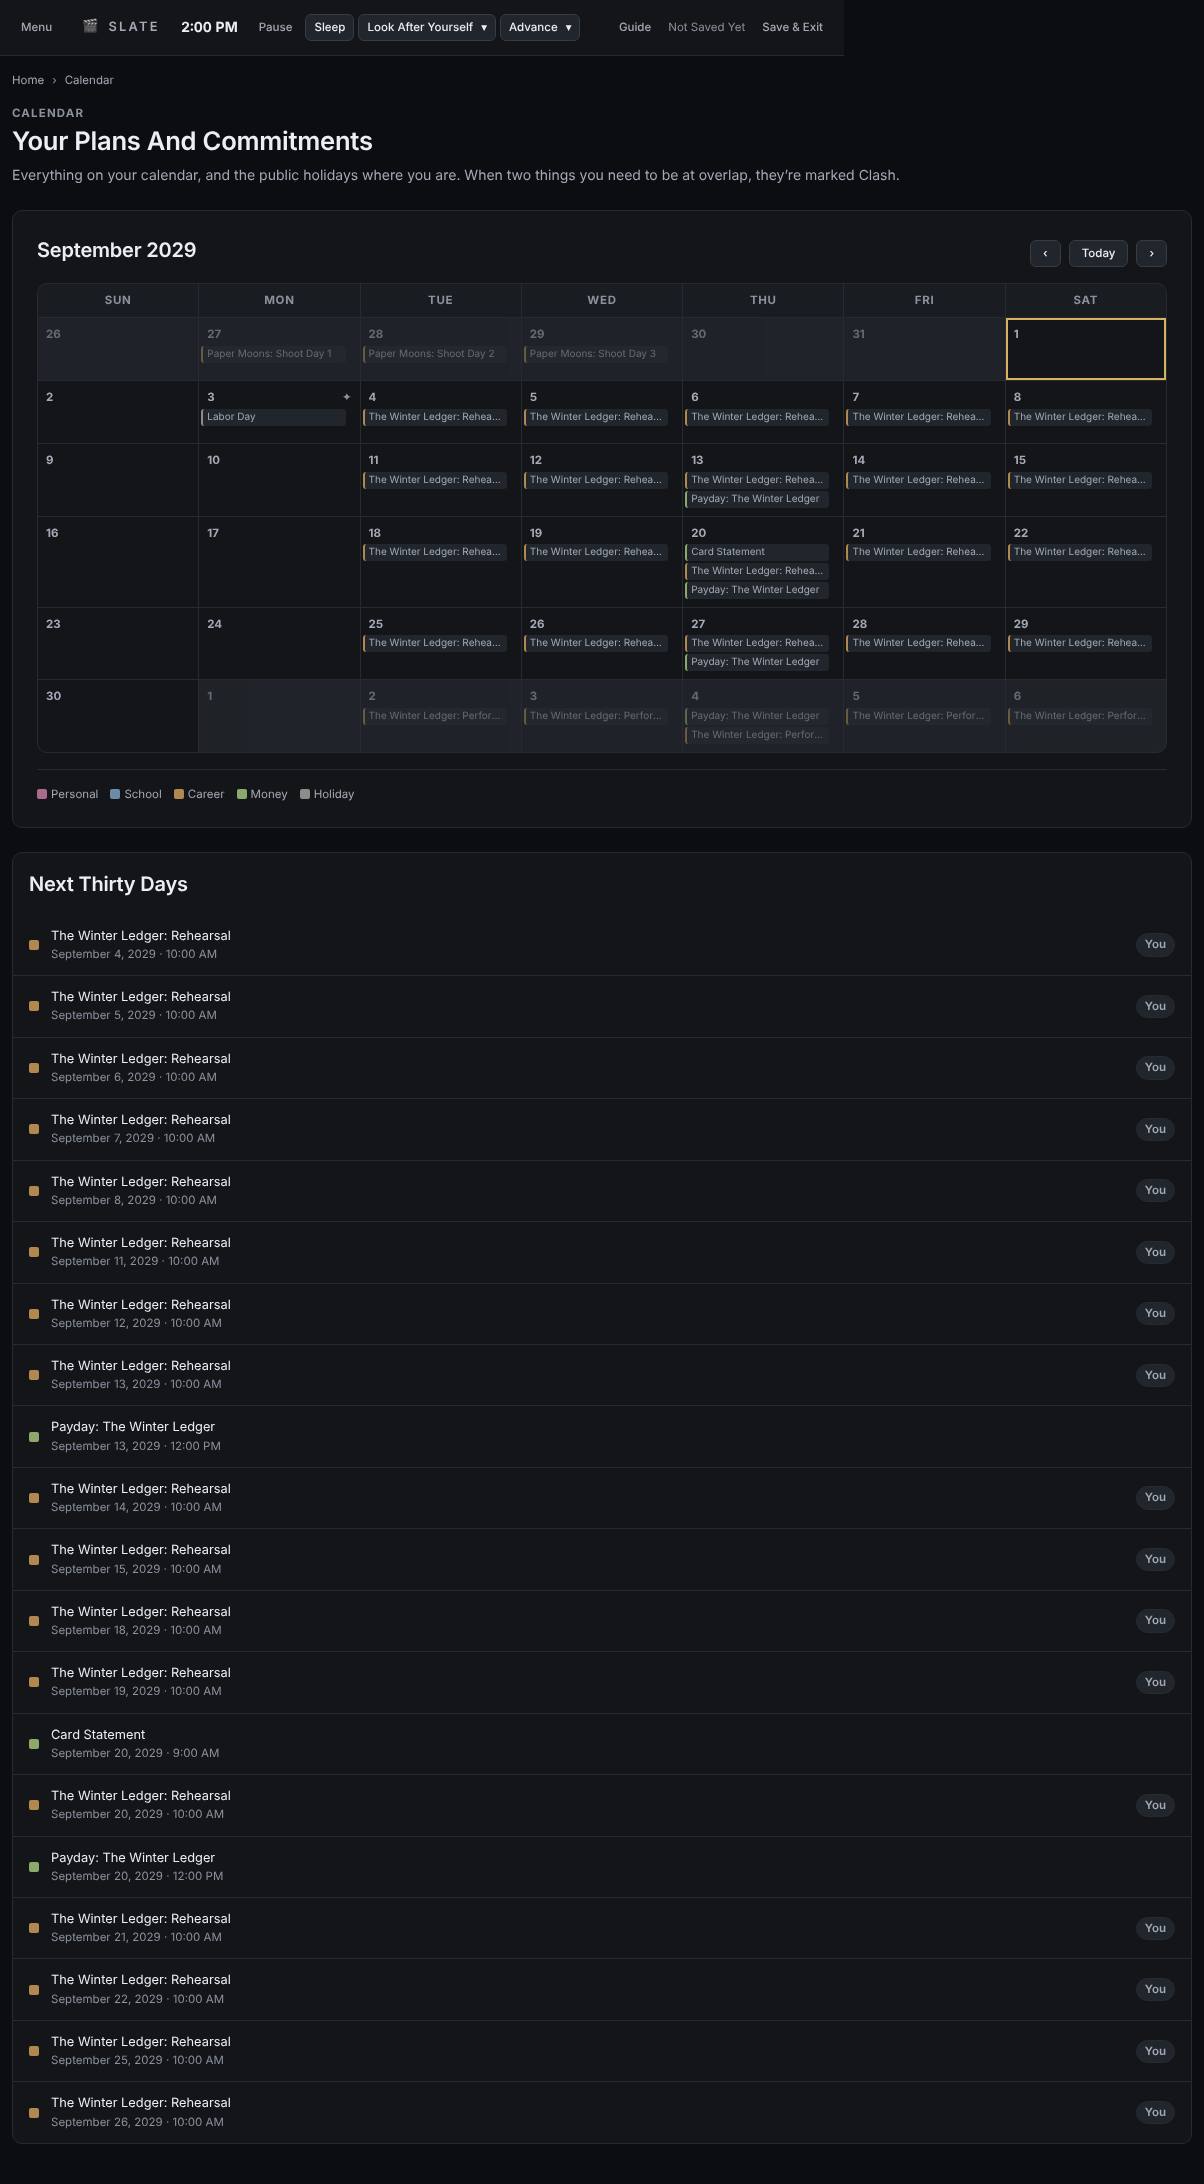 Menu 🎬 SLATE 2:00 PM Pause Sleep Look After Yourself ▾ Advance ▾ Guide Not Saved Yet Save & Exit
Home › Calendar
CALENDAR
Your Plans And Commitments
Everything on your calendar, and the public holidays where you are. When two things you need to be at overlap, they’re marked Clash.
September 2029
‹ Today ›
SUN MON TUE WED THU FRI SAT
26 27 28 29 30 31 1
Paper Moons: Shoot Day 1 Paper Moons: Shoot Day 2 Paper Moons: Shoot Day 3
2 3 ✦ 4 5 6 7 8
Labor Day The Winter Ledger: Rehea... The Winter Ledger: Rehea... The Winter Ledger: Rehea... The Winter Ledger: Rehea... The Winter Ledger: Rehea...
9 10 11 12 13 14 15
The Winter Ledger: Rehea... The Winter Ledger: Rehea... The Winter Ledger: Rehea... The Winter Ledger: Rehea... The Winter Ledger: Rehea...
Payday: The Winter Ledger
16 17 18 19 20 21 22
The Winter Ledger: Rehea... The Winter Ledger: Rehea... Card Statement The Winter Ledger: Rehea... The Winter Ledger: Rehea...
The Winter Ledger: Rehea...
Payday: The Winter Ledger
23 24 25 26 27 28 29
The Winter Ledger: Rehea... The Winter Ledger: Rehea... The Winter Ledger: Rehea... The Winter Ledger: Rehea... The Winter Ledger: Rehea...
Payday: The Winter Ledger
30 1 2 3 4 5 6
The Winter Ledger: Perfor... The Winter Ledger: Perfor... Payday: The Winter Ledger The Winter Ledger: Perfor... The Winter Ledger: Perfor...
The Winter Ledger: Perfor...
Personal School Career Money Holiday
Next Thirty Days
The Winter Ledger: Rehearsal
September 4, 2029 · 10:00 AM
You
The Winter Ledger: Rehearsal
September 5, 2029 · 10:00 AM
You
The Winter Ledger: Rehearsal
September 6, 2029 · 10:00 AM
You
The Winter Ledger: Rehearsal
September 7, 2029 · 10:00 AM
You
The Winter Ledger: Rehearsal
September 8, 2029 · 10:00 AM
You
The Winter Ledger: Rehearsal
September 11, 2029 · 10:00 AM
You
The Winter Ledger: Rehearsal
September 12, 2029 · 10:00 AM
You
The Winter Ledger: Rehearsal
September 13, 2029 · 10:00 AM
You
Payday: The Winter Ledger
September 13, 2029 · 12:00 PM
The Winter Ledger: Rehearsal
September 14, 2029 · 10:00 AM
You
The Winter Ledger: Rehearsal
September 15, 2029 · 10:00 AM
You
The Winter Ledger: Rehearsal
September 18, 2029 · 10:00 AM
You
The Winter Ledger: Rehearsal
September 19, 2029 · 10:00 AM
You
Card Statement
September 20, 2029 · 9:00 AM
The Winter Ledger: Rehearsal
September 20, 2029 · 10:00 AM
You
Payday: The Winter Ledger
September 20, 2029 · 12:00 PM
The Winter Ledger: Rehearsal
September 21, 2029 · 10:00 AM
You
The Winter Ledger: Rehearsal
September 22, 2029 · 10:00 AM
You
The Winter Ledger: Rehearsal
September 25, 2029 · 10:00 AM
You
The Winter Ledger: Rehearsal
September 26, 2029 · 10:00 AM
You